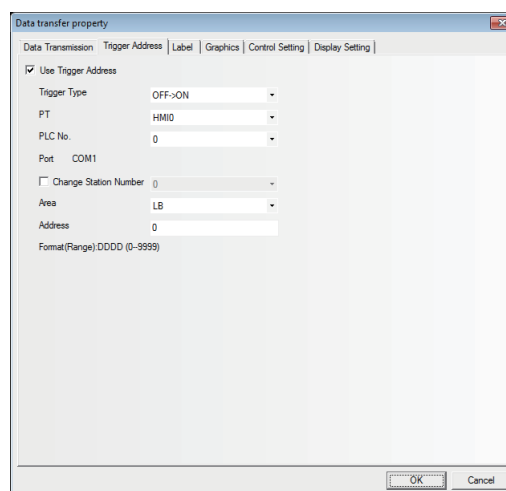 Data transfer property
Data Transmission Trigger Address Label Graphics Control Setting Display Setting
Use Trigger Address
Trigger Type OFF->ON
PT HMI0
PLC No. 0
Port COM1
Change Station Number 0
Area LB
Address 0
Format(Range):DDDD (0~9999)
OK Cancel